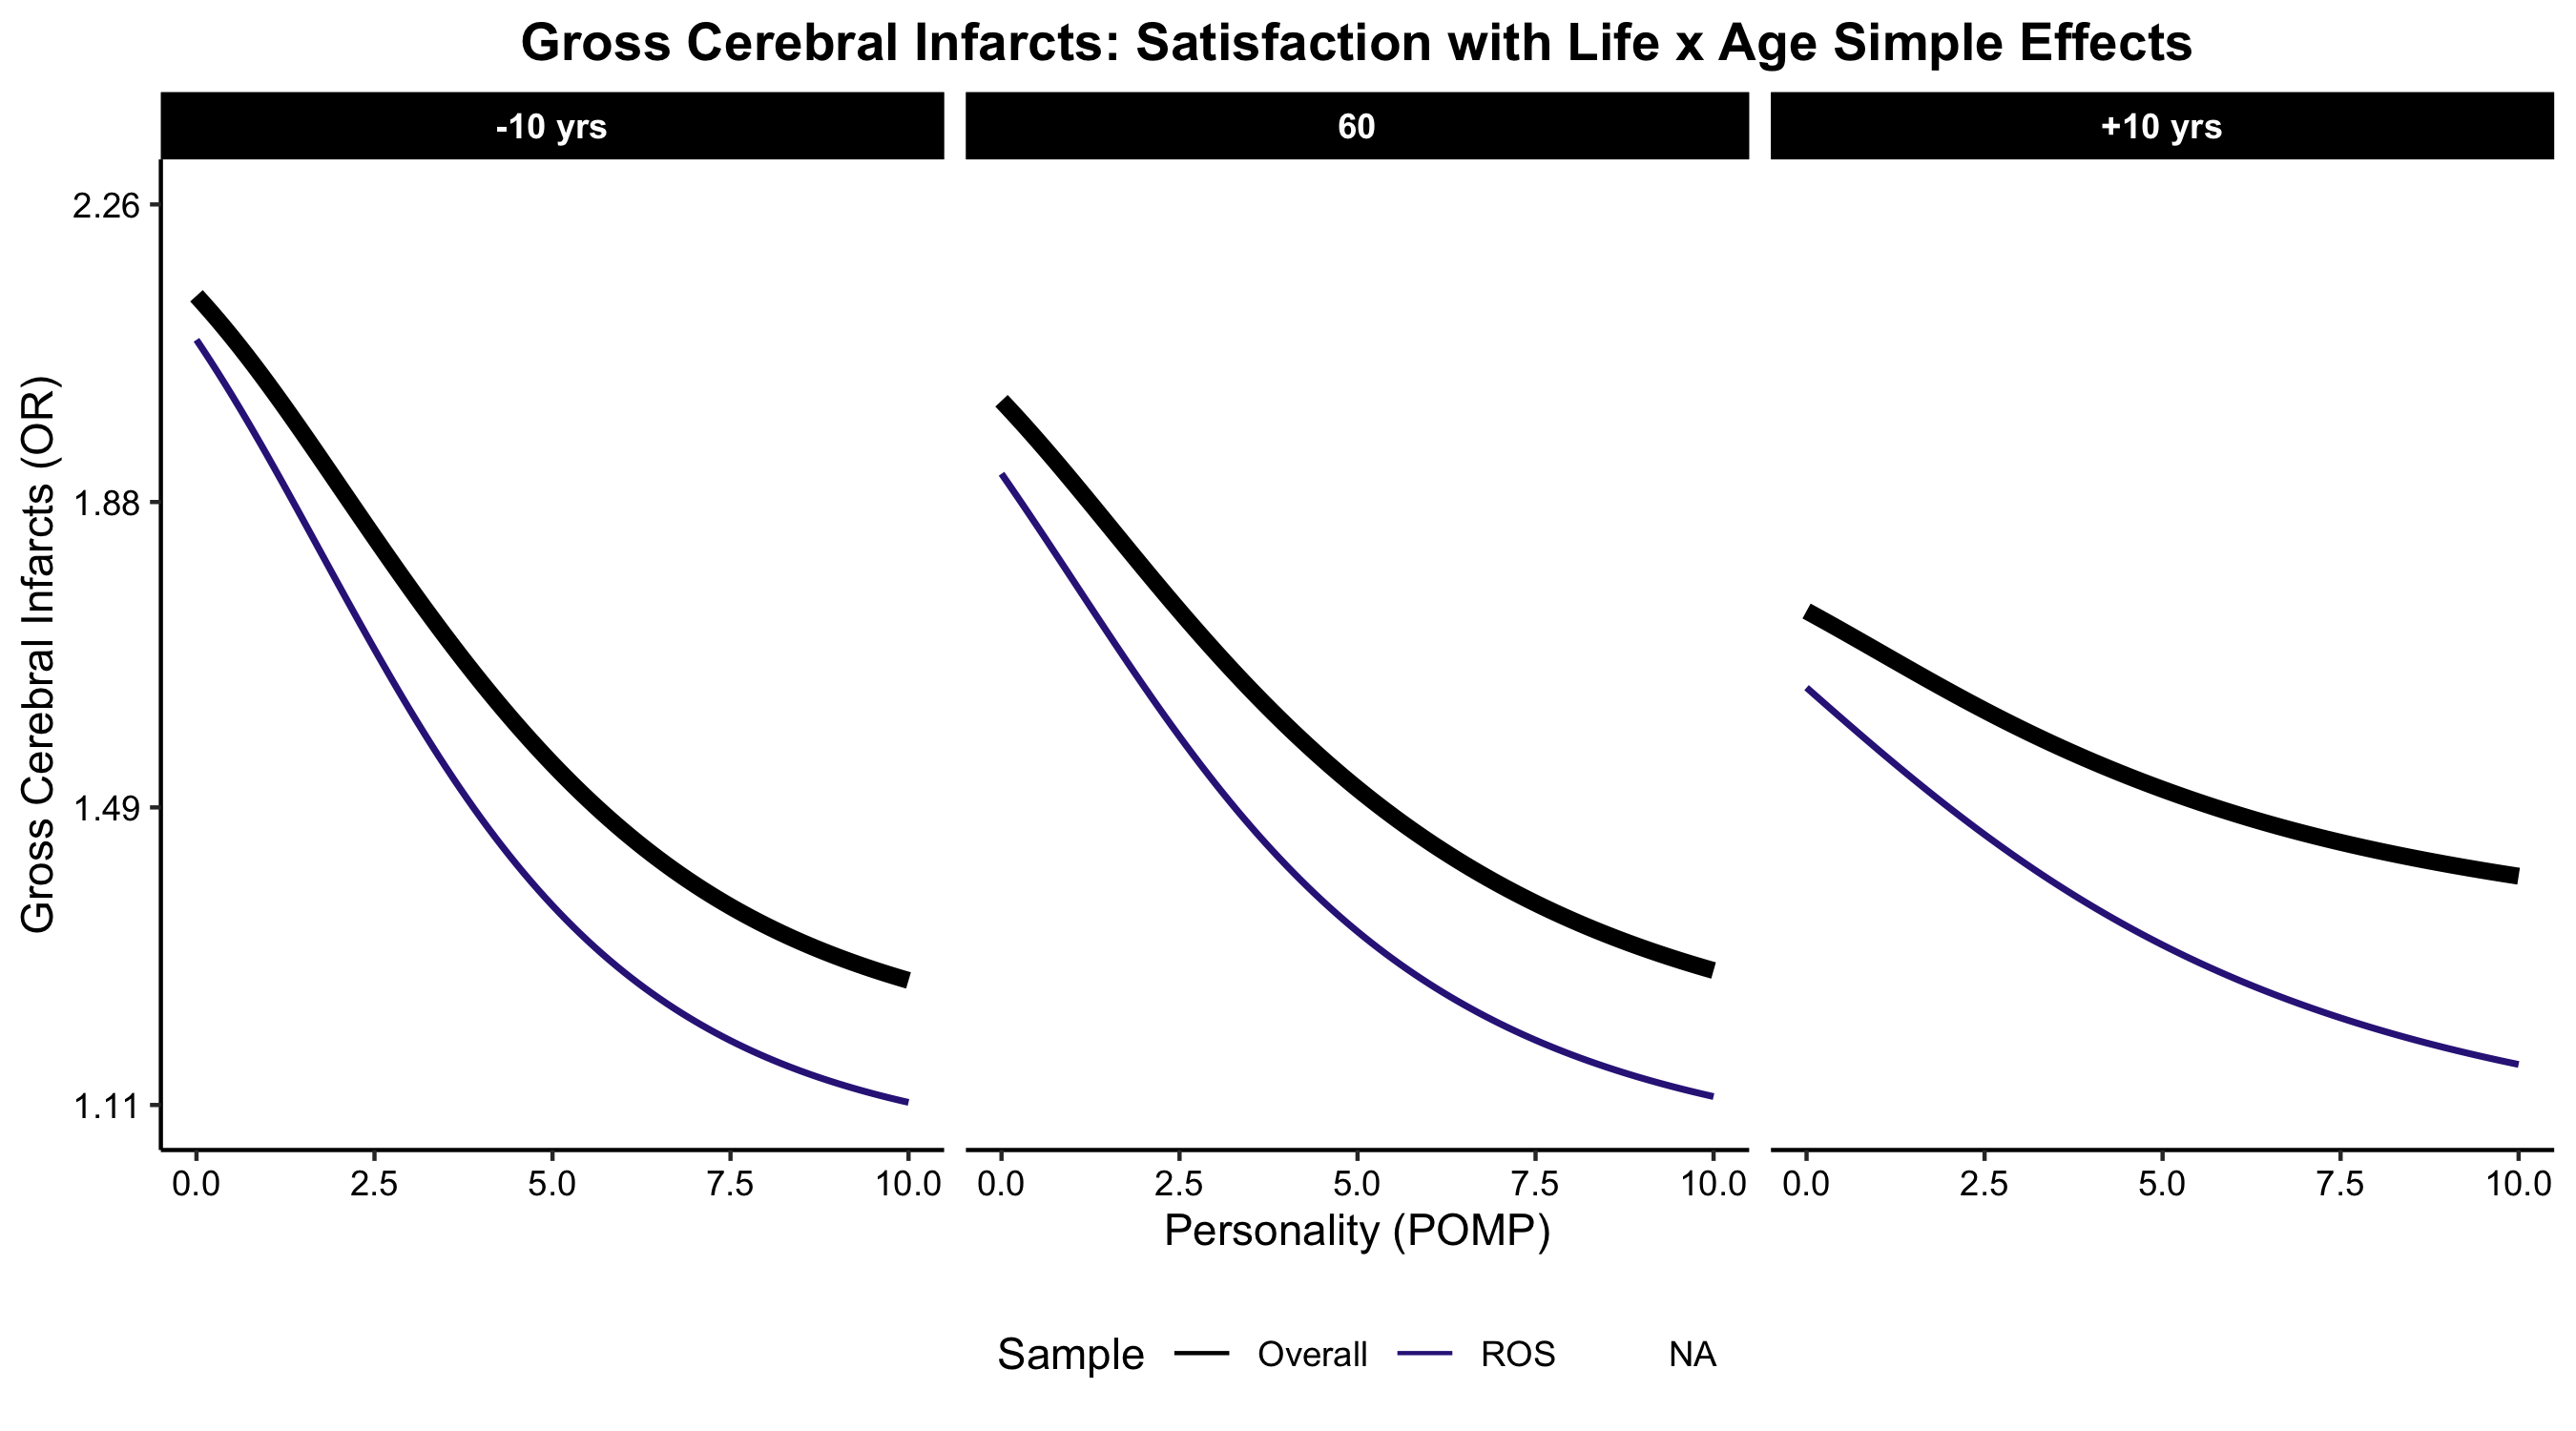 Gross Cerebral Infarcts: Satisfaction with Life x Age Simple Effects
-10 yrs
60
+10 yrs
Gross Cerebral Infarcts (OR)
2.26
1.88
1.49
1.11
0.0 2.5 5.0 7.5 10.0
0.0 2.5 5.0 7.5 10.0
0.0 2.5 5.0 7.5 10.0
Personality (POMP)
Sample Overall ROS NA